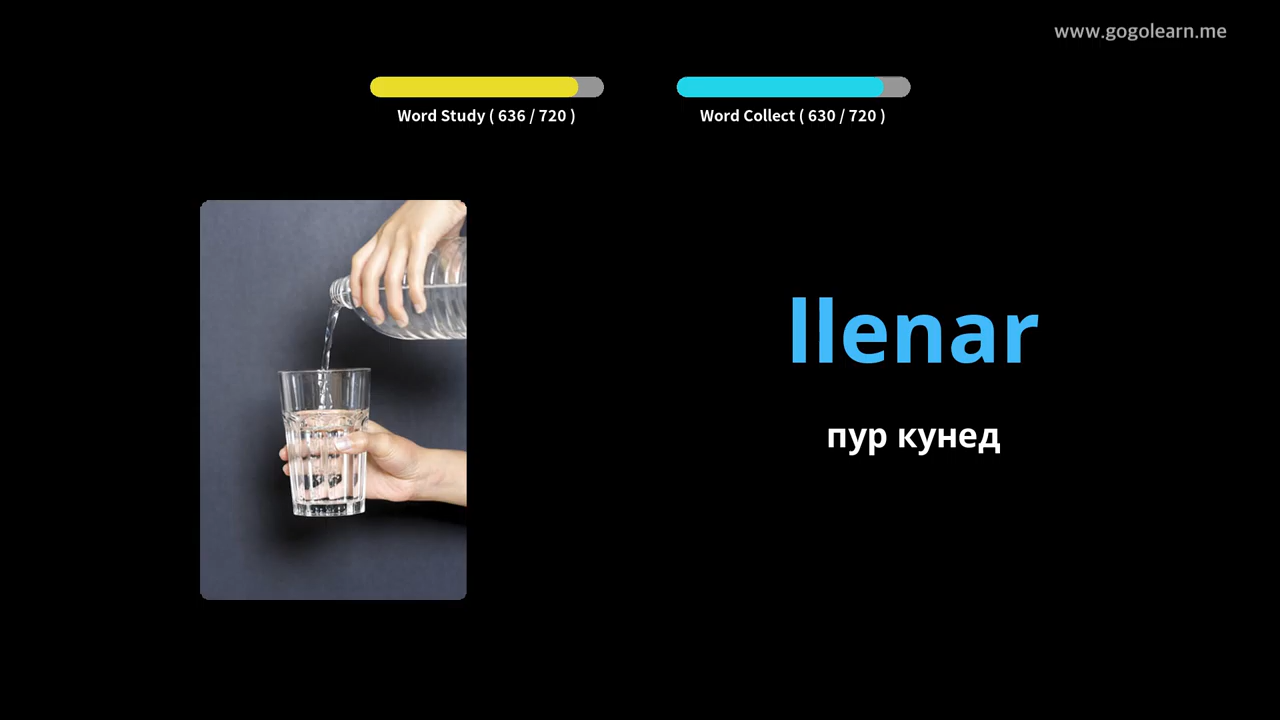 www.gogolearn.me
Word Study ( 636 / 720 )
Word Collect ( 630 / 720 )
llenar
пур кунед